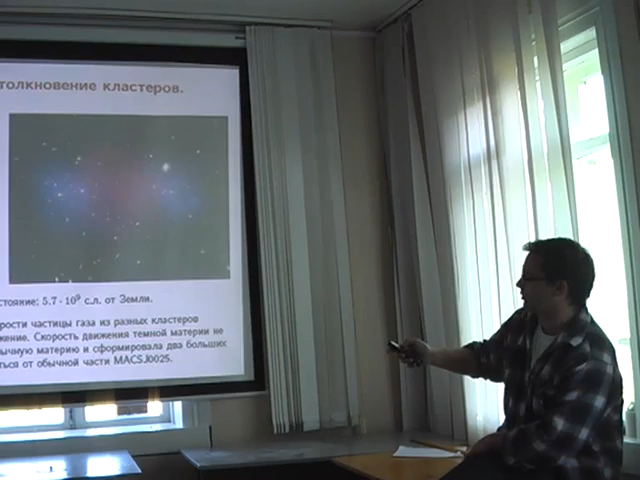 толкновение кластеров.
стояние: 5.7 · 10⁹ с.л. от Земли.
рости частицы газа из разных кластеров
жение. Скорость движения темной материи не
ычную материю и сформировала два больших
ться от обычной части MACSJ0025.